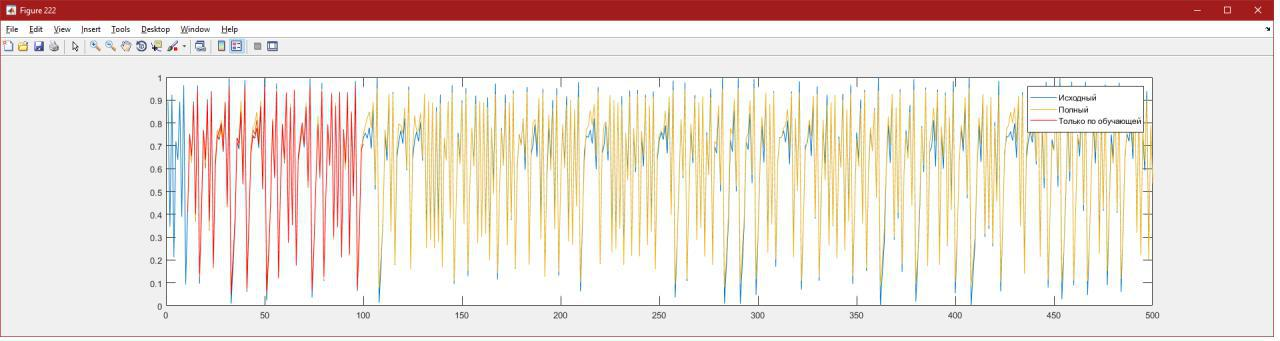 Figure 222
File Edit View Insert Tools Desktop Window Help
1
0.9
0.8
0.7
0.6
0.5
0.4
0.3
0.2
0.1
0
0 50 100 150 200 250 300 350 400 450 500
Исходный
Полный
Только по обучающей